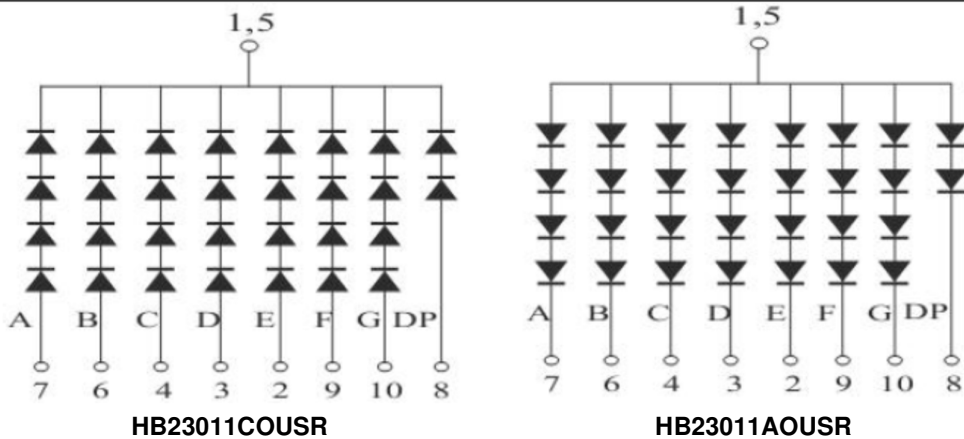 1,5 1,5
A B C D E F G DP A B C D E F G DP
7 6 4 3 2 9 10 8 7 6 4 3 2 9 10 8
HB23011COUSR HB23011AOUSR